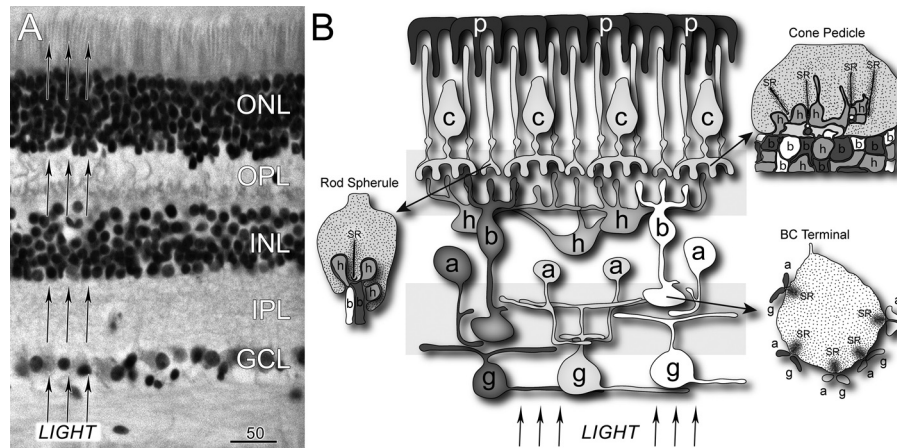 A
ONL
OPL
INL
IPL
GCL
LIGHT
50
B
p p p
c c c
h h
h
b b
a a a a
g g g
LIGHT
Rod Spherule
SR
h h
b b h
Cone Pedicle
SR SR SR
h h h
b b b b
h h b h
BC Terminal
a
g
SR SR
SR SR SR
a
a g a g a
g